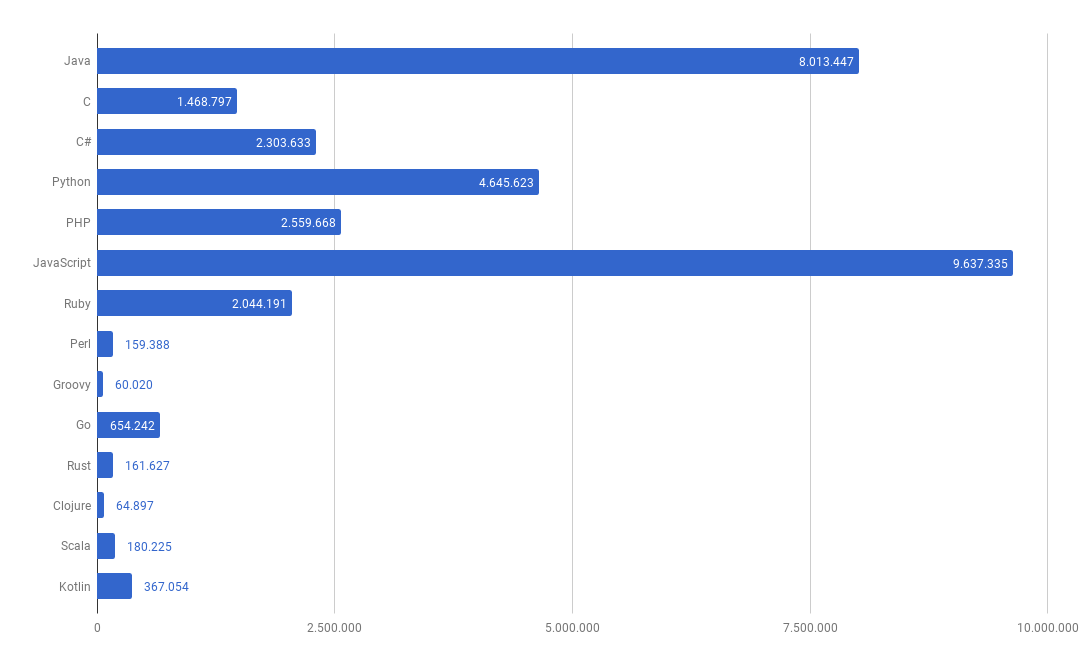 Java 8.013.447
C 1.468.797
C# 2.303.633
Python 4.645.623
PHP 2.559.668
JavaScript 9.637.335
Ruby 2.044.191
Perl 159.388
Groovy 60.020
Go 654.242
Rust 161.627
Clojure 64.897
Scala 180.225
Kotlin 367.054
0 2.500.000 5.000.000 7.500.000 10.000.000